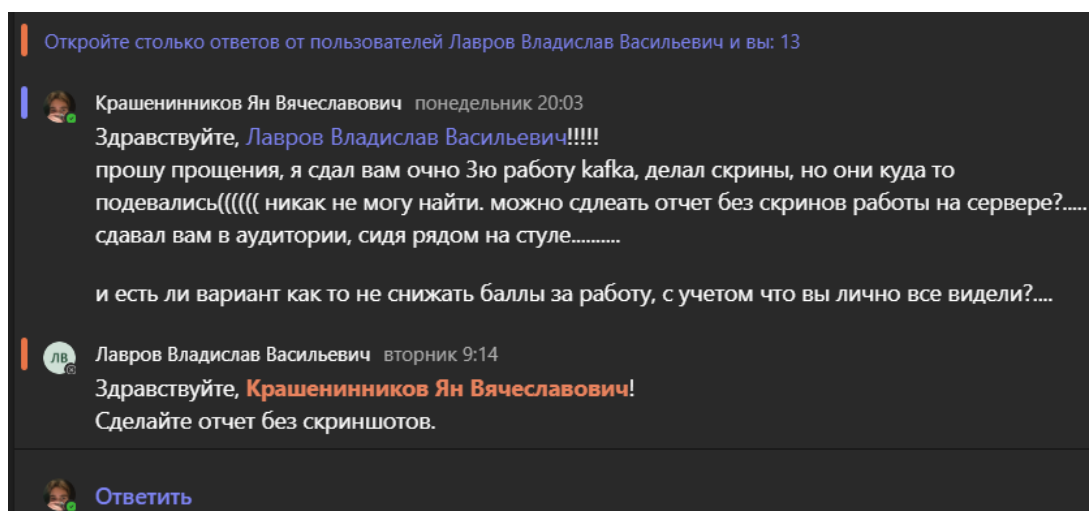 Откройте столько ответов от пользователей Лавров Владислав Васильевич и вы: 13
Крашенинников Ян Вячеславович понедельник 20:03
Здравствуйте, Лавров Владислав Васильевич!!!!!
прошу прощения, я сдал вам очно 3ю работу kafka, делал скрины, но они куда то
подевались(((((( никак не могу найти. можно сдлеать отчет без скринов работы на сервере?.....
сдавал вам в аудитории, сидя рядом на стуле..........
и есть ли вариант как то не снижать баллы за работу, с учетом что вы лично все видели?....
ЛВ Лавров Владислав Васильевич вторник 9:14
Здравствуйте, Крашенинников Ян Вячеславович!
Сделайте отчет без скриншотов.
Ответить